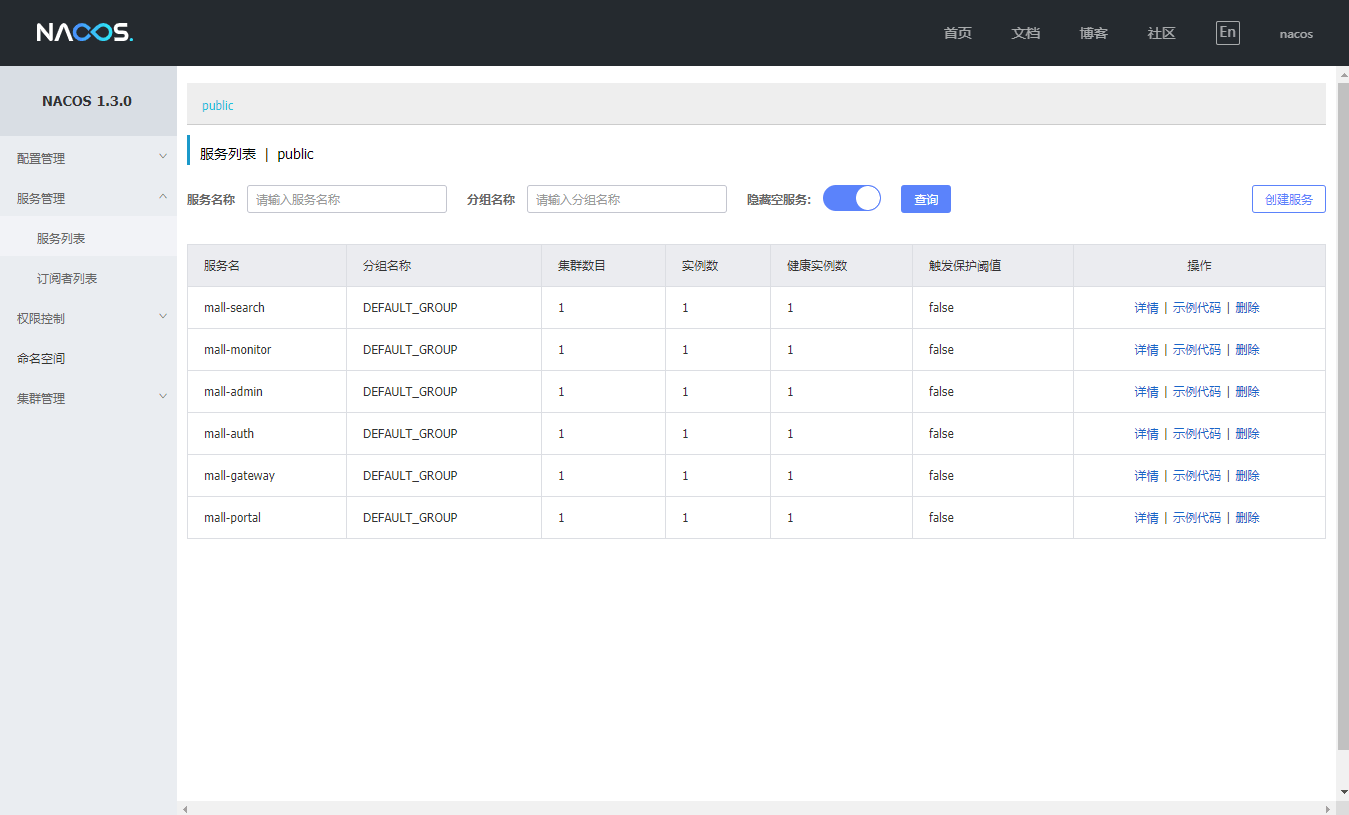 NACOS. 首页 文档 博客 社区 En nacos
NACOS 1.3.0
配置管理
服务管理
服务列表
订阅者列表
权限控制
命名空间
集群管理
public
服务列表 | public
服务名称 请输入服务名称 分组名称 请输入分组名称 隐藏空服务: 查询 创建服务
服务名 分组名称 集群数目 实例数 健康实例数 触发保护阈值 操作
mall-search DEFAULT_GROUP 1 1 1 false 详情 | 示例代码 | 删除
mall-monitor DEFAULT_GROUP 1 1 1 false 详情 | 示例代码 | 删除
mall-admin DEFAULT_GROUP 1 1 1 false 详情 | 示例代码 | 删除
mall-auth DEFAULT_GROUP 1 1 1 false 详情 | 示例代码 | 删除
mall-gateway DEFAULT_GROUP 1 1 1 false 详情 | 示例代码 | 删除
mall-portal DEFAULT_GROUP 1 1 1 false 详情 | 示例代码 | 删除